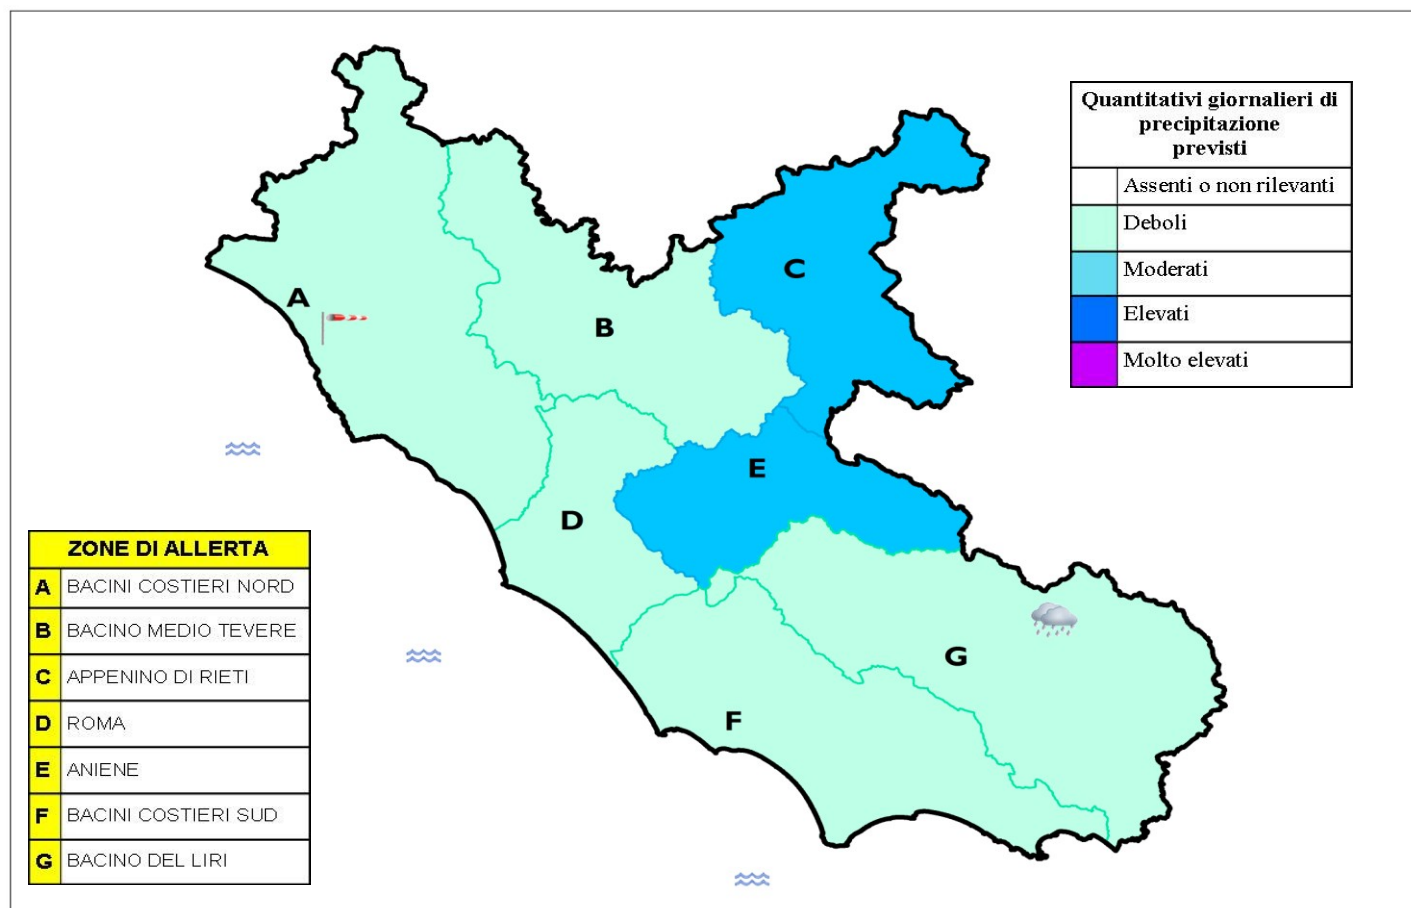 Quantitativi giornalieri di
precipitazione
previsti
Assenti o non rilevanti
Deboli
Moderati
Elevati
Molto elevati
A
B
C
D
E
F
G
ZONE DI ALLERTA
A BACINI COSTIERI NORD
B BACINO MEDIO TEVERE
C APPENINO DI RIETI
D ROMA
E ANIENE
F BACINI COSTIERI SUD
G BACINO DEL LIRI